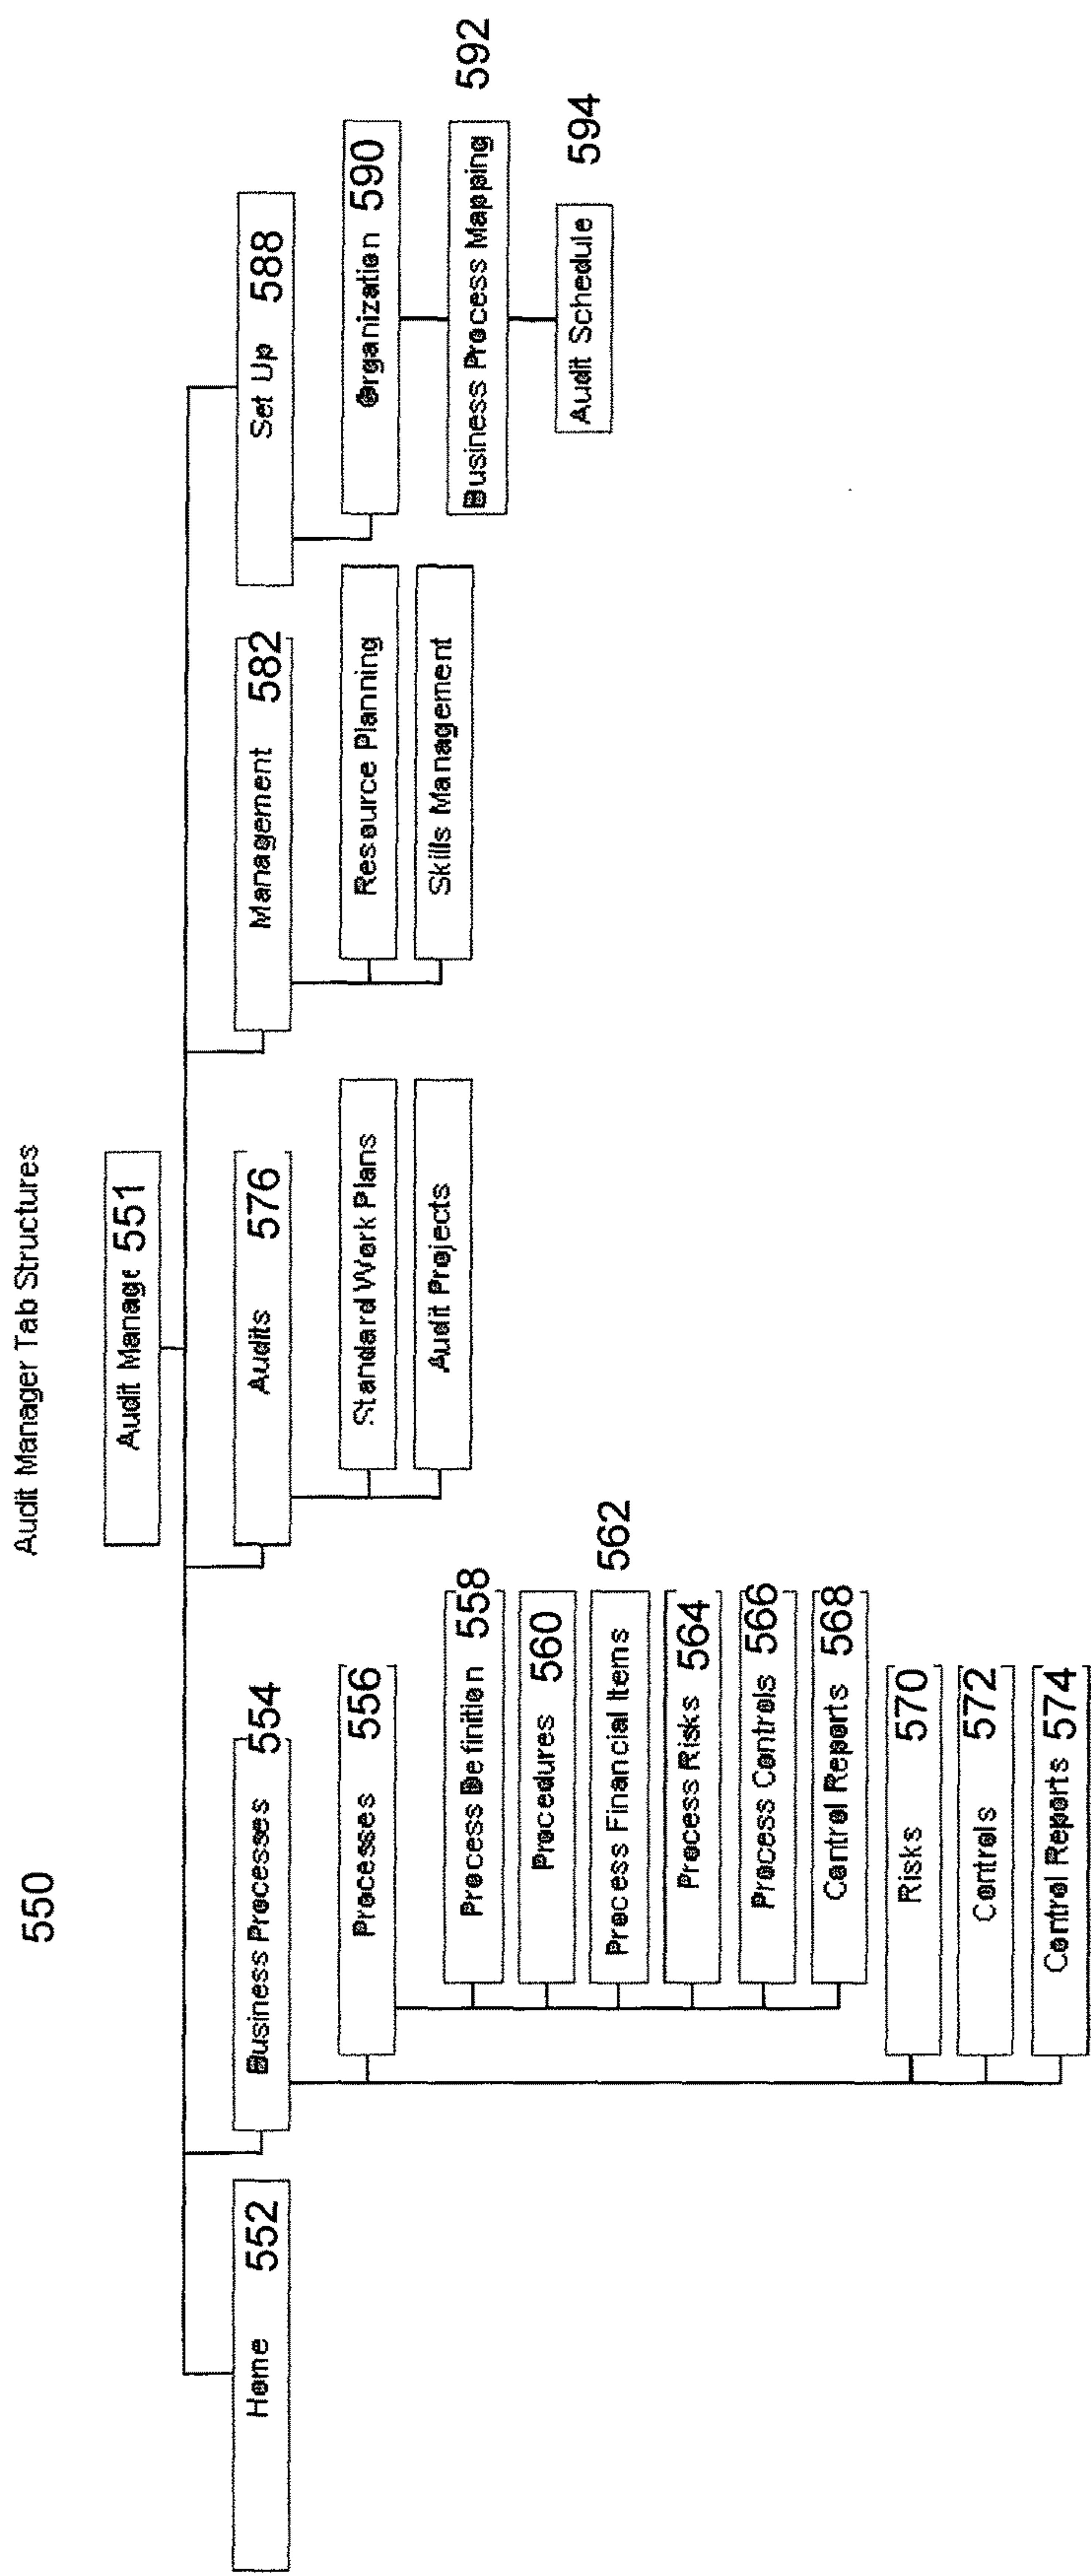 550
Audit Manager Tab Structures
Audit Manage 551
Home 552
Business Processes 554
Processes 556
Process Definition 558
Procedures 560
Process Financial Items 562
Process Risks 564
Process Controls 566
Control Reports 568
Risks 570
Controls 572
Control Reports 574
Audits 576
Standard Work Plans
Audit Projects
Management 582
Resource Planning
Skills Management
Set Up 588
Organization 590
Business Process Mapping 592
Audit Schedule 594